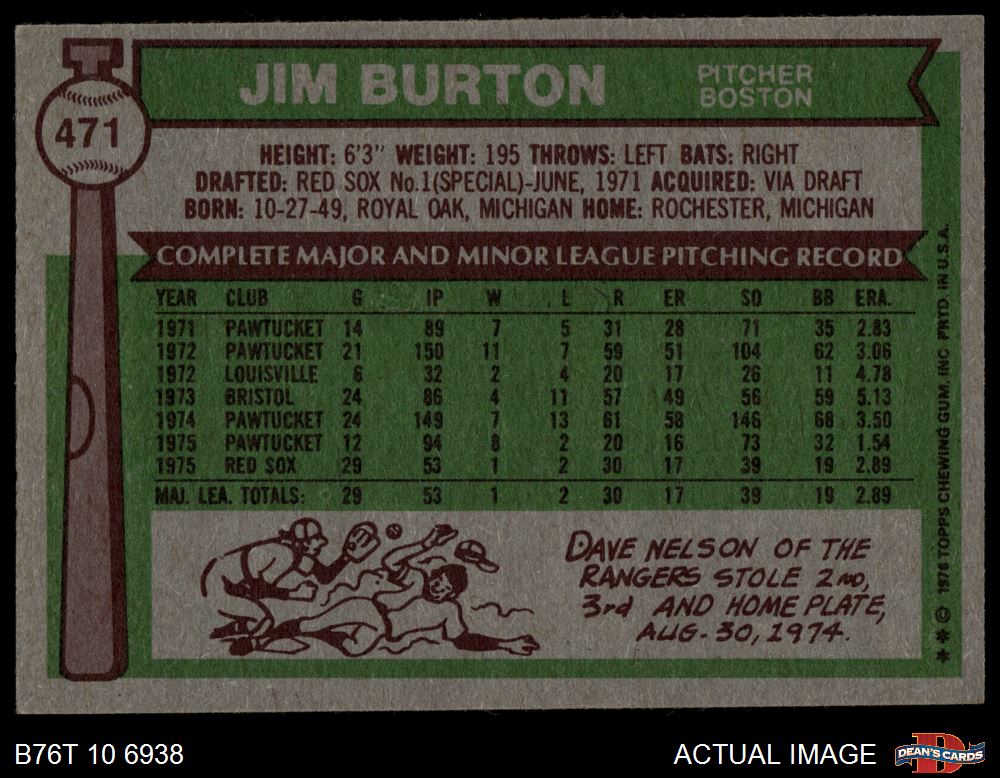 JIM BURTON
PITCHER
BOSTON
471
HEIGHT: 6'3" WEIGHT: 195 THROWS: LEFT BATS: RIGHT
DRAFTED: RED SOX No.1(SPECIAL)-JUNE, 1971 ACQUIRED: VIA DRAFT
BORN: 10-27-49, ROYAL OAK, MICHIGAN HOME: ROCHESTER, MICHIGAN
COMPLETE MAJOR AND MINOR LEAGUE PITCHING RECORD
YEAR CLUB G IP W L R ER SO BB ERA.
1971 PAWTUCKET 14 89 7 5 31 28 71 35 2.83
1972 PAWTUCKET 21 150 11 7 59 51 104 62 3.06
1972 LOUISVILLE 6 32 2 4 20 17 26 11 4.78
1973 BRISTOL 24 86 4 11 57 49 56 59 5.13
1974 PAWTUCKET 24 149 7 13 61 58 146 68 3.50
1975 PAWTUCKET 12 94 8 2 20 16 73 32 1.54
1975 RED SOX 29 53 1 2 30 17 39 19 2.89
MAJ. LEA. TOTALS: 29 53 1 2 30 17 39 19 2.89
DAVE NELSON OF THE
RANGERS STOLE 2ND,
3rd AND HOME PLATE,
AUG. 30, 1974.
** © 1976 TOPPS CHEWING GUM, INC PRTD. IN U.S.A.
B76T 10 6938
ACTUAL IMAGE
DEAN'S CARDS